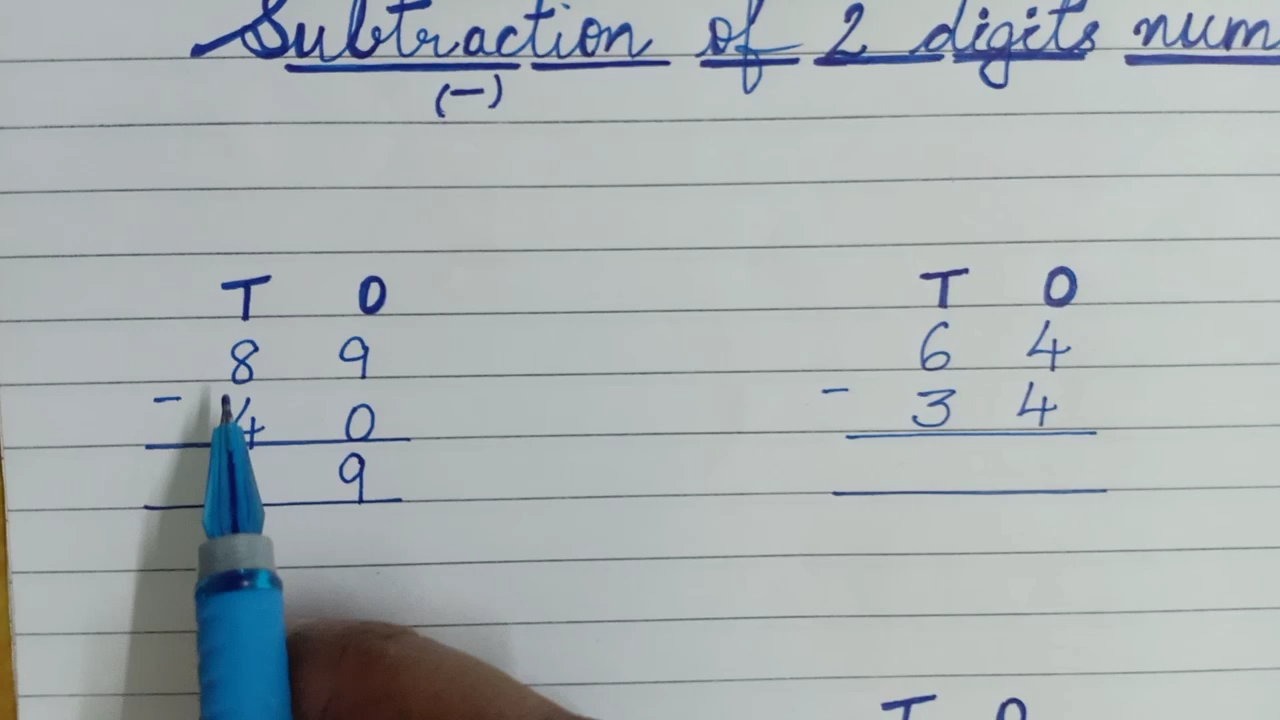 Subtraction of 2 digits num
(-)
T O T O
8 9 6 4
- 4 0 - 3 4
9
T O